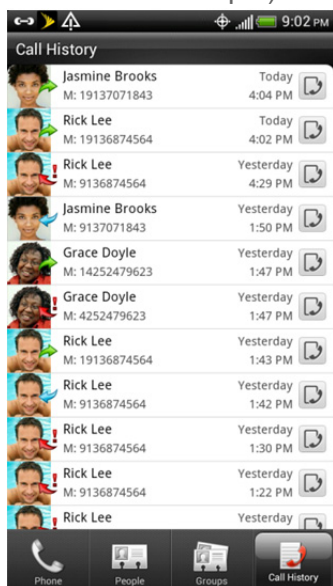 9:02 PM
Call History
Jasmine Brooks Today
M: 19137071843 4:04 PM
Rick Lee Today
M: 19136874564 4:02 PM
Rick Lee Yesterday
M: 9136874564 4:29 PM
Jasmine Brooks Yesterday
M: 9137071843 1:50 PM
Grace Doyle Yesterday
M: 14252479623 1:47 PM
Grace Doyle Yesterday
M: 4252479623 1:47 PM
Rick Lee Yesterday
M: 19136874564 1:43 PM
Rick Lee Yesterday
M: 9136874564 1:42 PM
Rick Lee Yesterday
M: 9136874564 1:30 PM
Rick Lee Yesterday
M: 9136874564 1:22 PM
Rick Lee Yesterday
Phone People Groups Call History